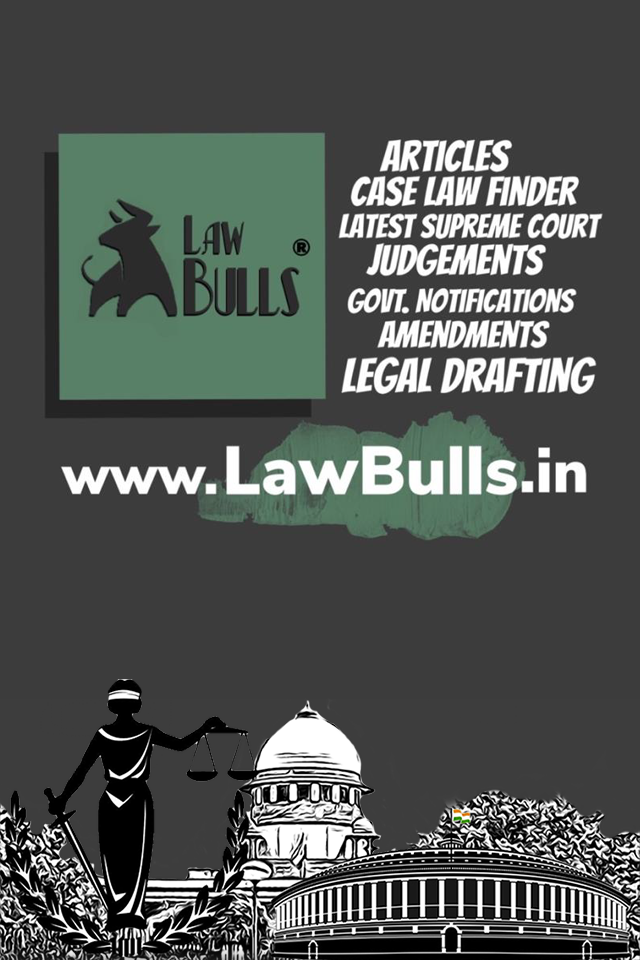 LAW
BULLS ®
ARTICLES
CASE LAW FINDER
LATEST SUPREME COURT
JUDGEMENTS
GOVT. NOTIFICATIONS
AMENDMENTS
LEGAL DRAFTING
www.LawBulls.in